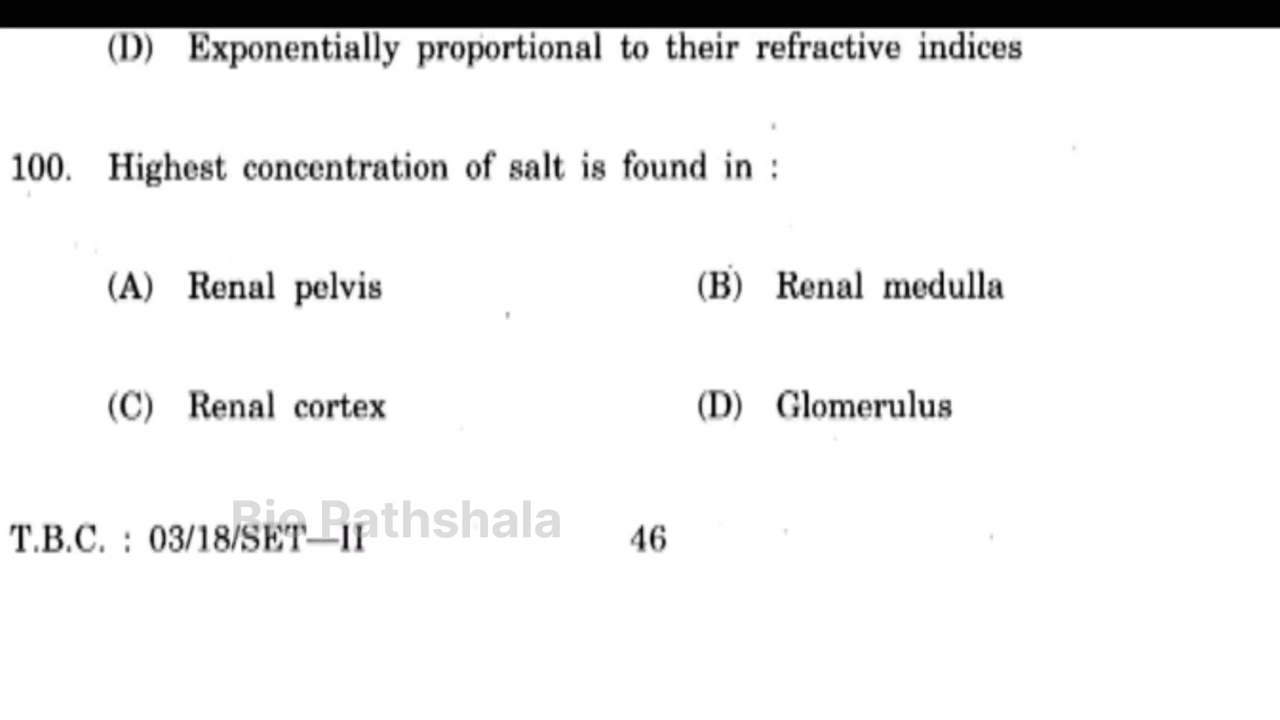 (D) Exponentially proportional to their refractive indices
100. Highest concentration of salt is found in :
(A) Renal pelvis (B) Renal medulla
(C) Renal cortex (D) Glomerulus
Bio Pathshala
T.B.C. : 03/18/SET—II 46